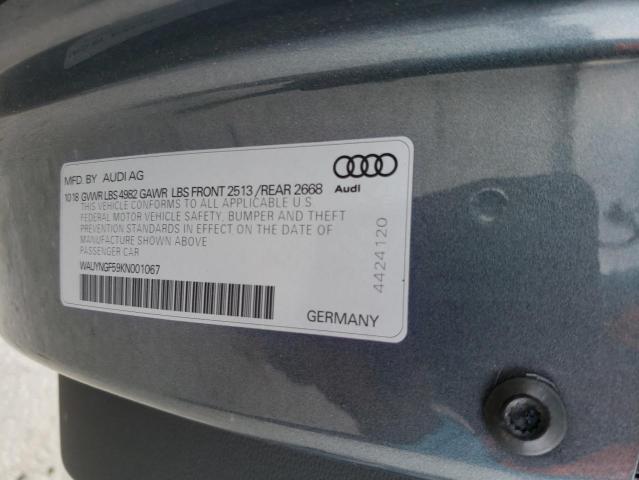 MFD. BY AUDI AG
1018 GVWR LBS 4982 GAWR LBS FRONT 2513 /REAR 2668
THIS VEHICLE CONFORMS TO ALL APPLICABLE U.S
FEDERAL MOTOR VEHICLE SAFETY, BUMPER AND THEFT
PREVENTION STANDARDS IN EFFECT ON THE DATE OF
MANUFACTURE SHOWN ABOVE
PASSENGER CAR
WAUYNGF59KN001067
Audi
4424120
GERMANY